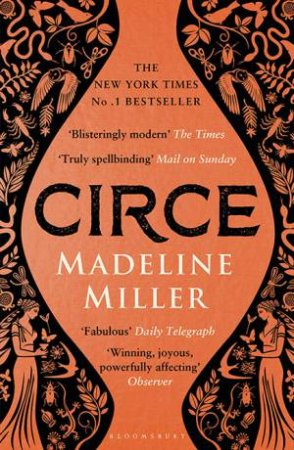 THE
NEW YORK TIMES
No .1 BESTSELLER
‘Blisteringly modern’ The Times
‘Truly spellbinding’ Mail on Sunday
CIRCE
MADELINE
MILLER
‘Fabulous’ Daily Telegraph
‘Winning, joyous,
powerfully affecting’
Observer
BLOOMSBURY